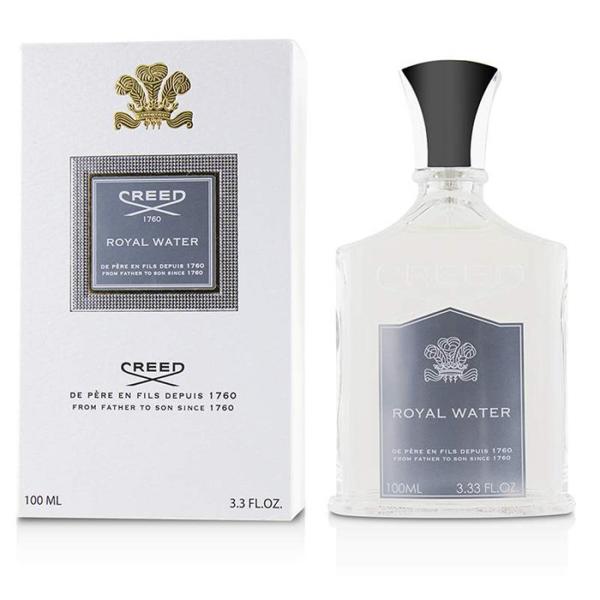 CREED
1760
ROYAL WATER
DE PÈRE EN FILS DEPUIS 1760
FROM FATHER TO SON SINCE 1760
CREED
DE PÈRE EN FILS DEPUIS 1760
FROM FATHER TO SON SINCE 1760
100 ML 3.3 FL.OZ.
CREED
ROYAL WATER
DE PÈRE EN FILS DEPUIS 1760
FROM FATHER TO SON SINCE 1760
100ML 3.33 FL.OZ.